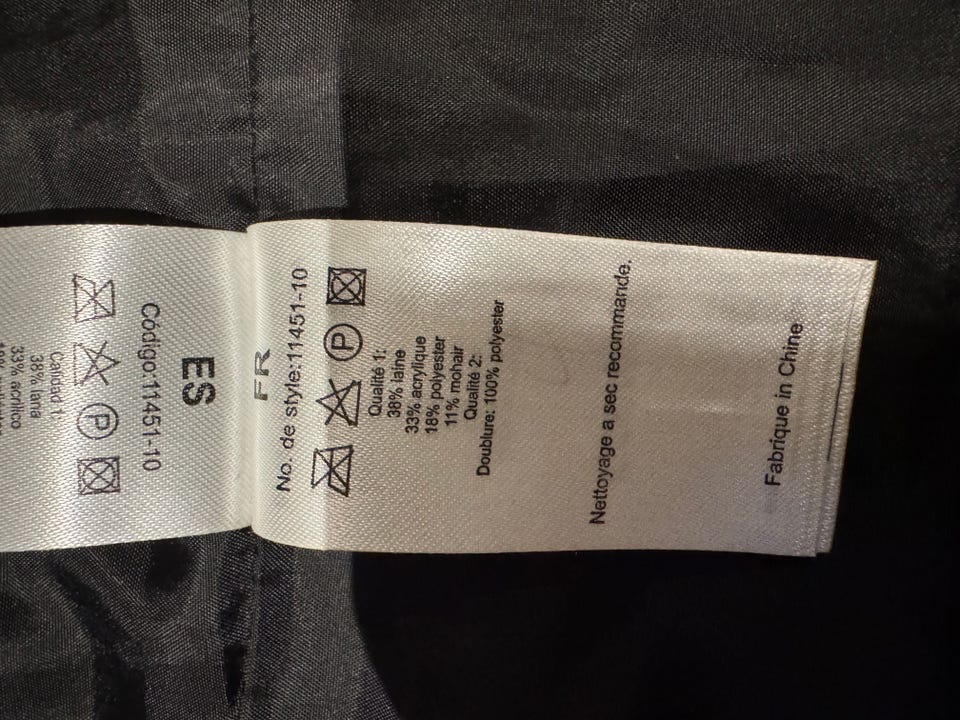 FR
No. de style:11451-10
P
Qualité 1:
38% laine
33% acrylique
18% polyester
11% mohair
Qualité 2:
Doublure: 100% polyester
Nettoyage a sec recommande.
Fabrique in Chine
ES
Código:11451-10
P
Calidad 1:
38% lana
33% acrilico